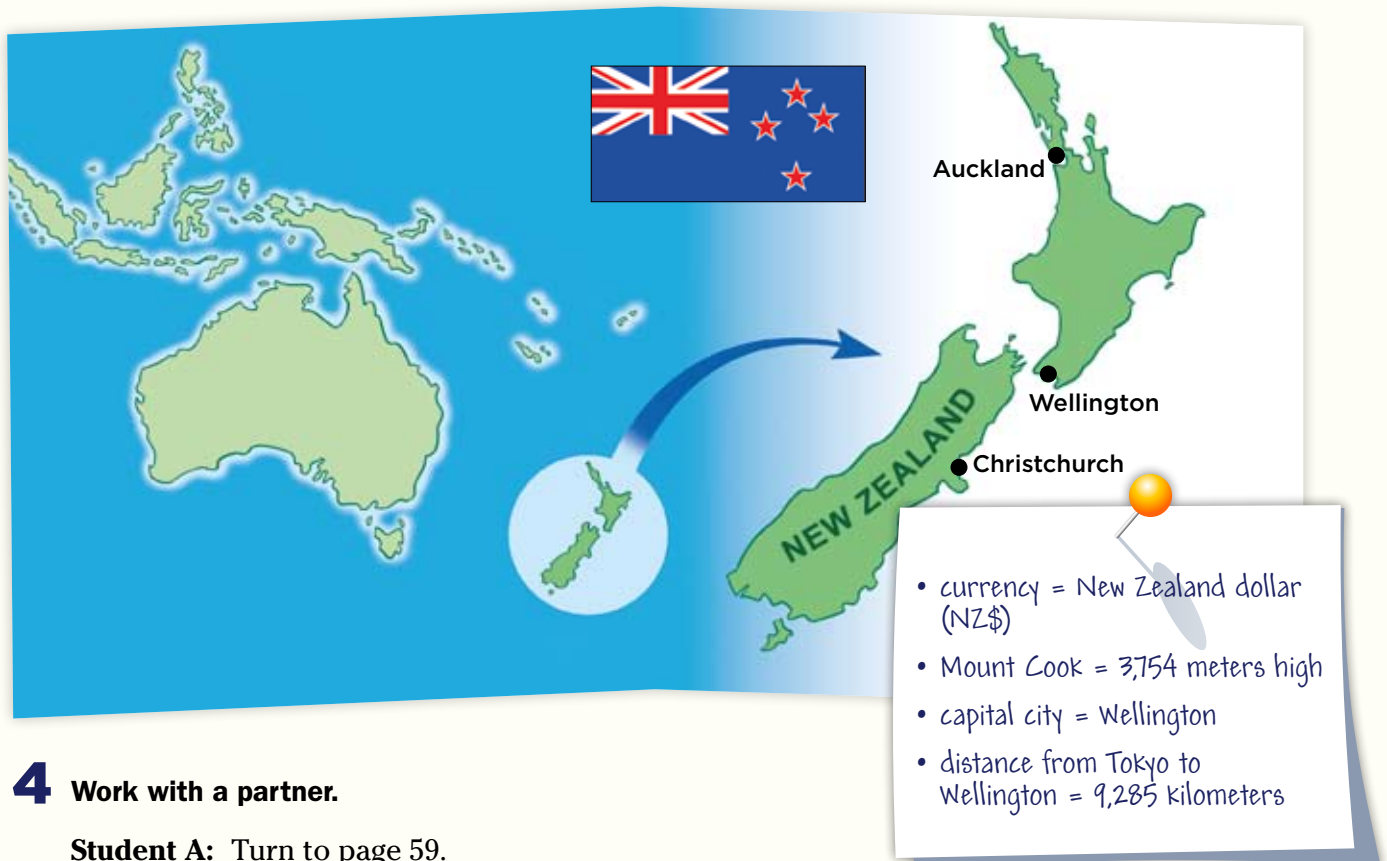 Auckland
Wellington
Christchurch
NEW ZEALAND
• currency = New Zealand dollar
(NZ$)
• Mount Cook = 3,754 meters high
• capital city = Wellington
• distance from Tokyo to
Wellington = 9,285 kilometers
4 Work with a partner.
Student A: Turn to page 59.